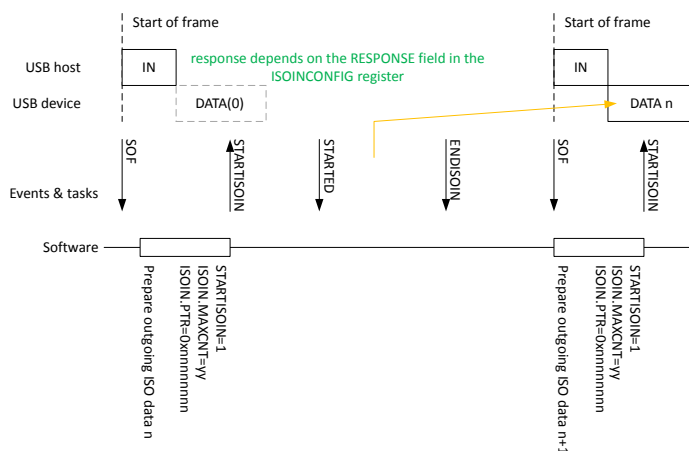 Start of frame
Start of frame
USB host
IN
response depends on the RESPONSE field in the
ISOINCONFIG register
IN
USB device
DATA(0)
DATA n
Events & tasks
SOF
STARTISOIN
STARTED
ENDISOIN
SOF
STARTISOIN
Software
STARTISOIN=1
ISOIN.MAXCNT=yy
ISOIN.PTR=0xnnnnnnnn
Prepare outgoing ISO data n
STARTISOIN=1
ISOIN.MAXCNT=yy
ISOIN.PTR=0xnnnnnnnn
Prepare outgoing ISO data n+1